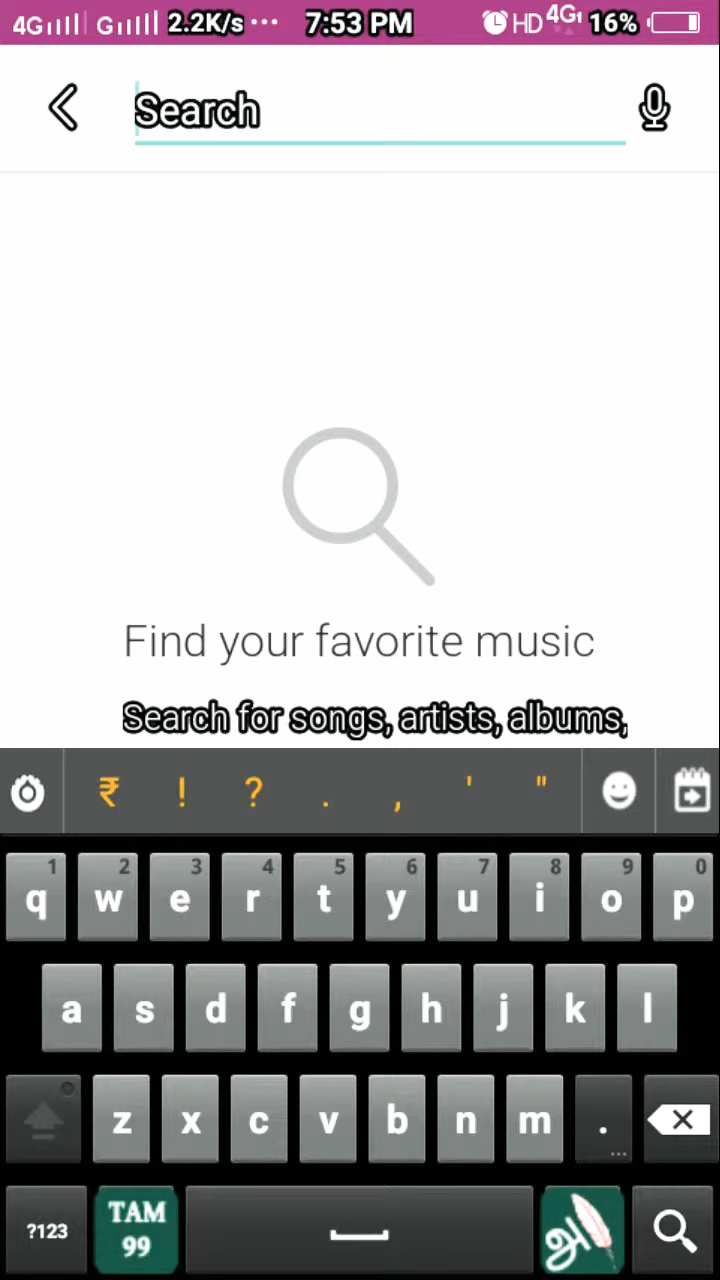 4G G 2.2K/s ... 7:53 PM HD 4G 16%
Search
Find your favorite music
Search for songs, artists, albums,
₹ ! ? . , ' "
1 2 3 4 5 6 7 8 9 0
q w e r t y u i o p
a s d f g h j k l
z x c v b n m . ...
?123 TAM 99 அ